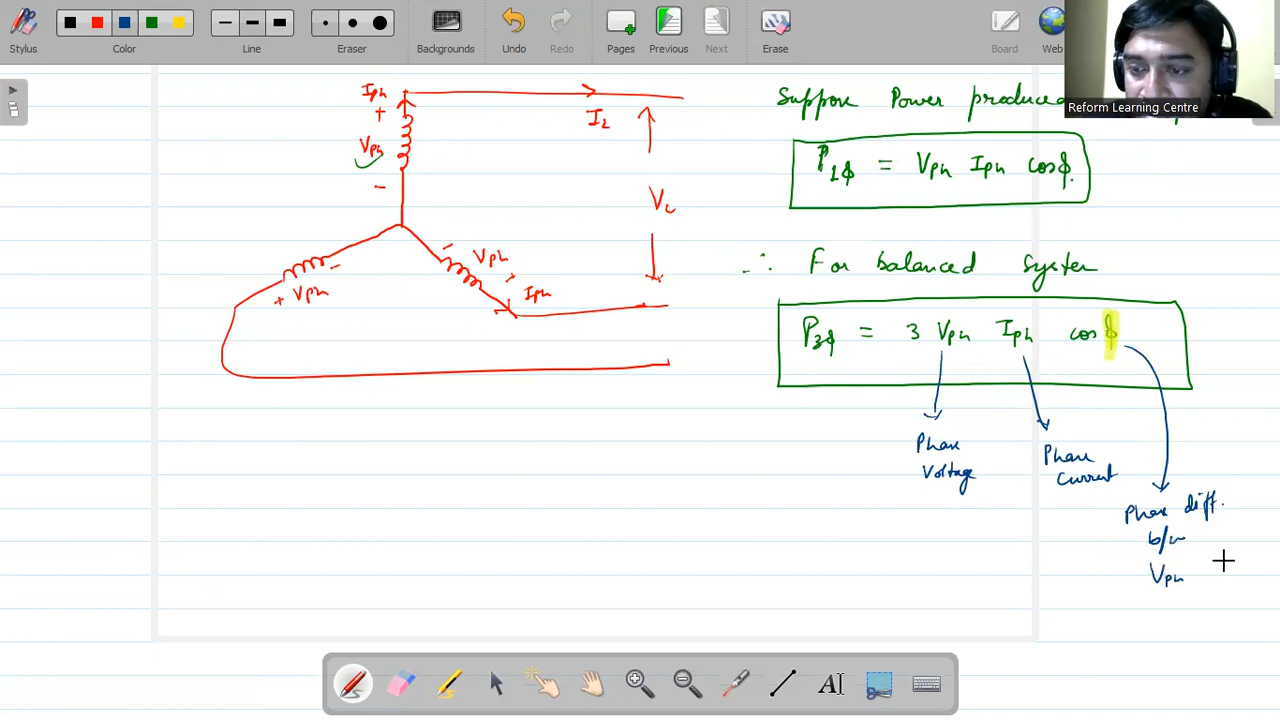 Stylus
Color
Line
Eraser
Backgrounds
Undo
Redo
Pages
Previous
Next
Erase
Board
Web
Reform Learning Centre
Iph
+
IL
Vph
-
VL
Suppose Power produced
P1ϕ = Vph Iph cosϕ.
- Vph
+ Iph
-
+ Vph
∴ For balanced System
P3ϕ = 3 Vph Iph cosϕ
Phase
Voltage
Phase
Current
Phase diff.
b/w
Vph
AI